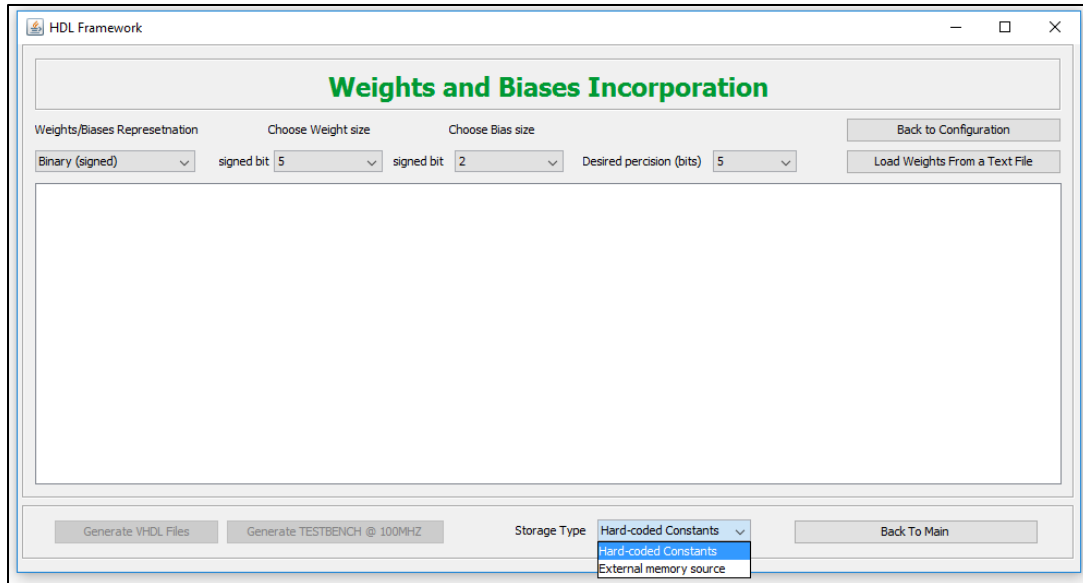 HDL Framework
Weights and Biases Incorporation
Weights/Biases Represetnation Choose Weight size Choose Bias size Back to Configuration
Binary (signed) signed bit 5 signed bit 2 Desired percision (bits) 5 Load Weights From a Text File
Generate VHDL Files Generate TESTBENCH @ 100MHZ Storage Type Hard-coded Constants Back To Main
Hard-coded Constants
External memory source